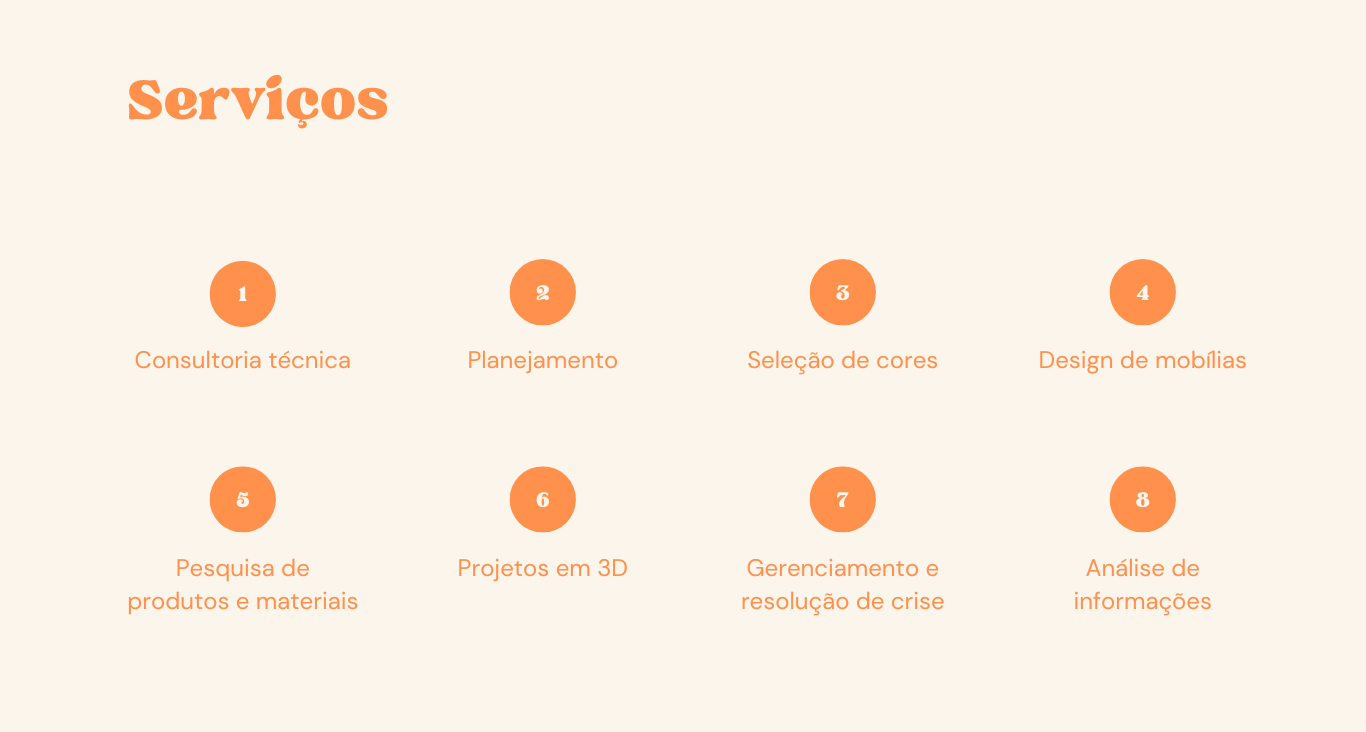 Serviços
1
2
3
4
Consultoria técnica
Planejamento
Seleção de cores
Design de mobílias
5
6
7
8
Pesquisa de
produtos e materiais
Projetos em 3D
Gerenciamento e
resolução de crise
Análise de
informações